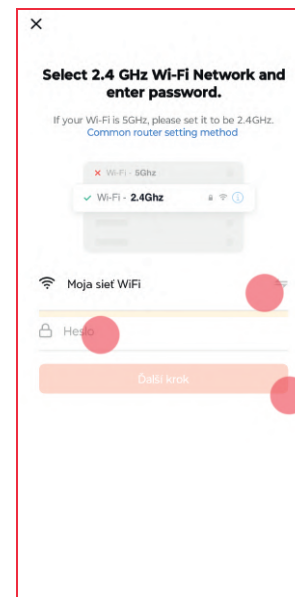 Select 2.4 GHz Wi-Fi Network and
enter password.
If your Wi-Fi is 5GHz, please set it to be 2.4GHz.
Common router setting method
Wi-Fi - 5Ghz
Wi-Fi - 2.4Ghz
Moja sieť WiFi
Heslo
Ďalší krok